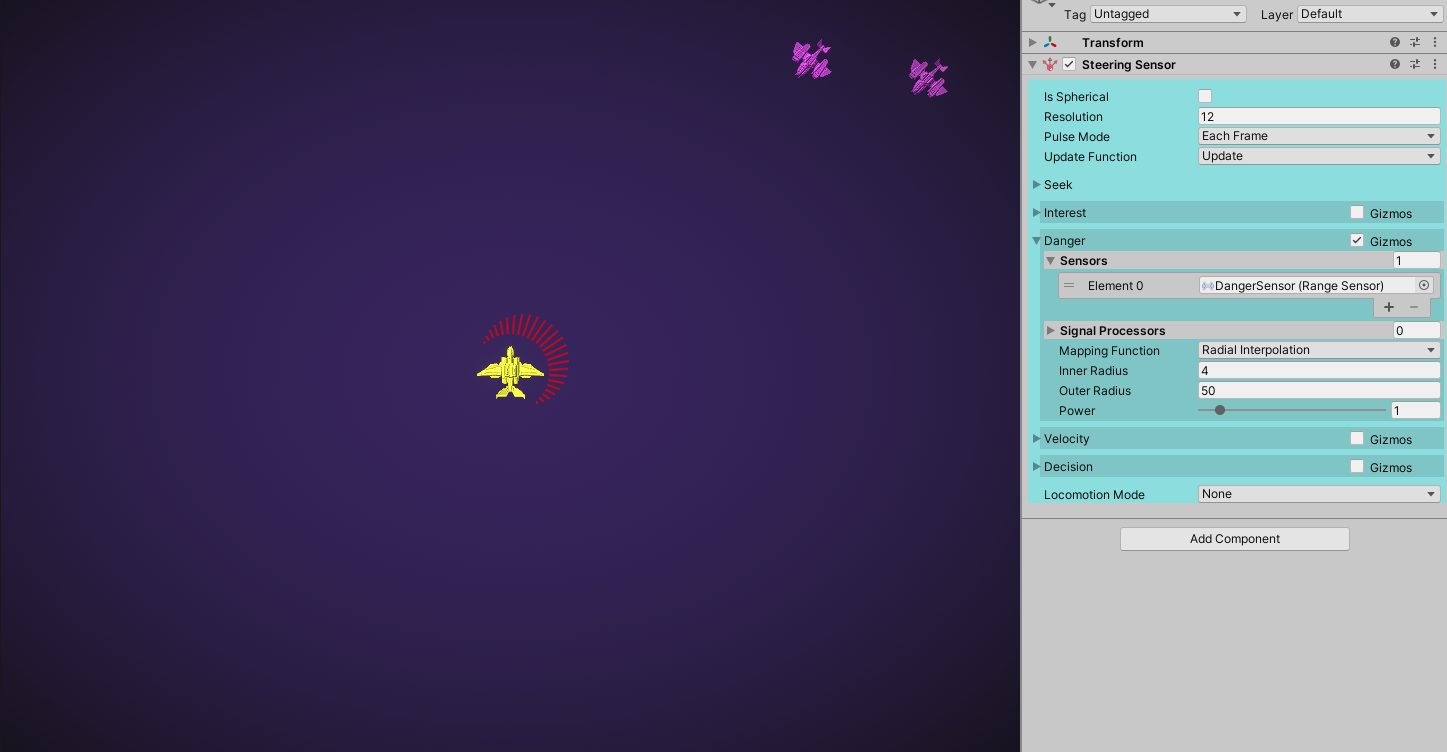 Tag Untagged Layer Default
Transform
Steering Sensor
Is Spherical
Resolution 12
Pulse Mode Each Frame
Update Function Update
Seek
Interest Gizmos
Danger Gizmos
Sensors 1
Element 0 DangerSensor (Range Sensor)
Signal Processors 0
Mapping Function Radial Interpolation
Inner Radius 4
Outer Radius 50
Power 1
Velocity Gizmos
Decision Gizmos
Locomotion Mode None
Add Component